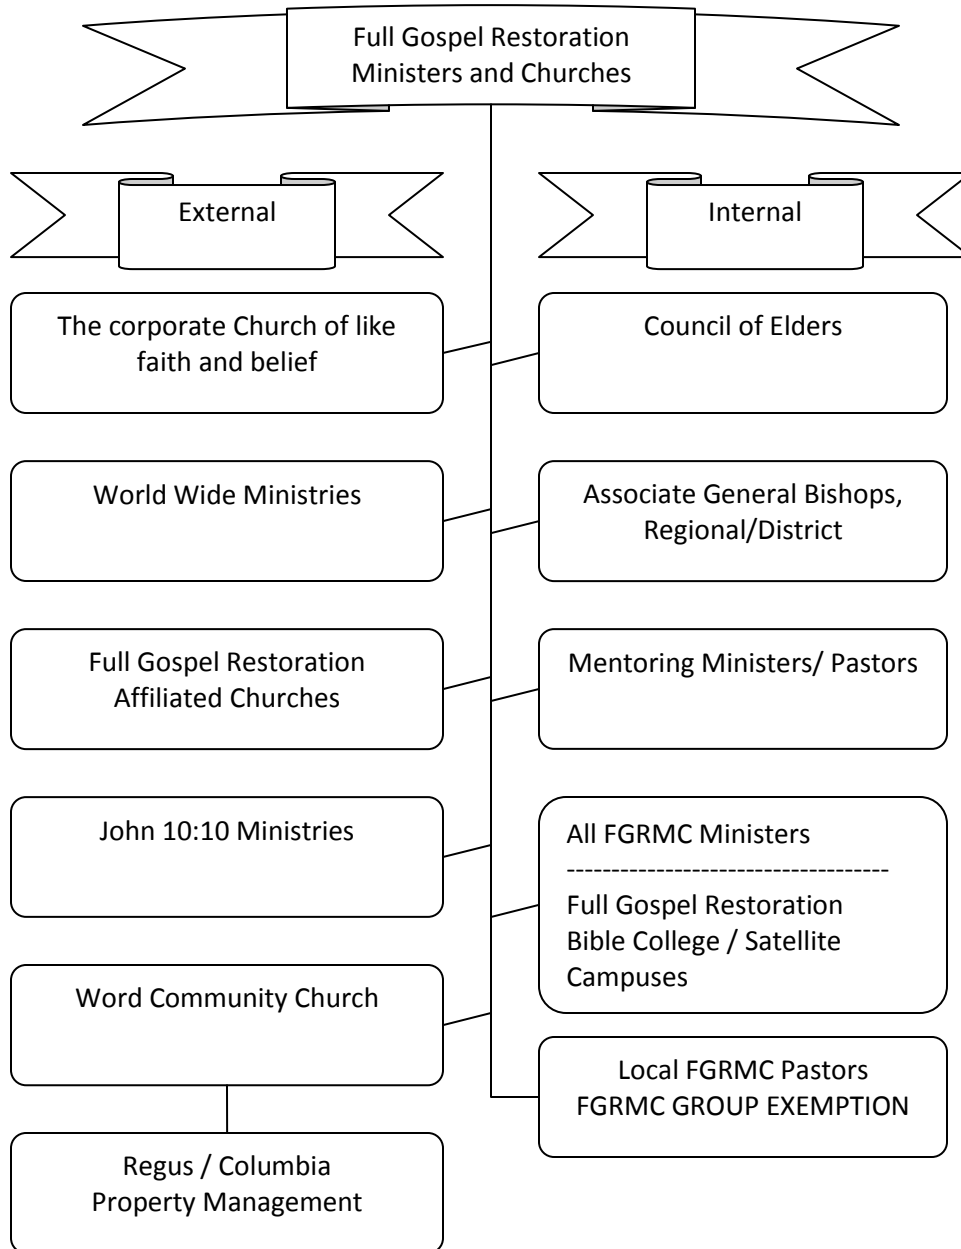 Full Gospel Restoration
Ministers and Churches
External
Internal
The corporate Church of like
faith and belief
Council of Elders
World Wide Ministries
Associate General Bishops,
Regional/District
Full Gospel Restoration
Affiliated Churches
Mentoring Ministers/ Pastors
John 10:10 Ministries
All FGRMC Ministers
-----------------------------------
Full Gospel Restoration
Bible College / Satellite
Campuses
Word Community Church
Local FGRMC Pastors
FGRMC GROUP EXEMPTION
Regus / Columbia
Property Management